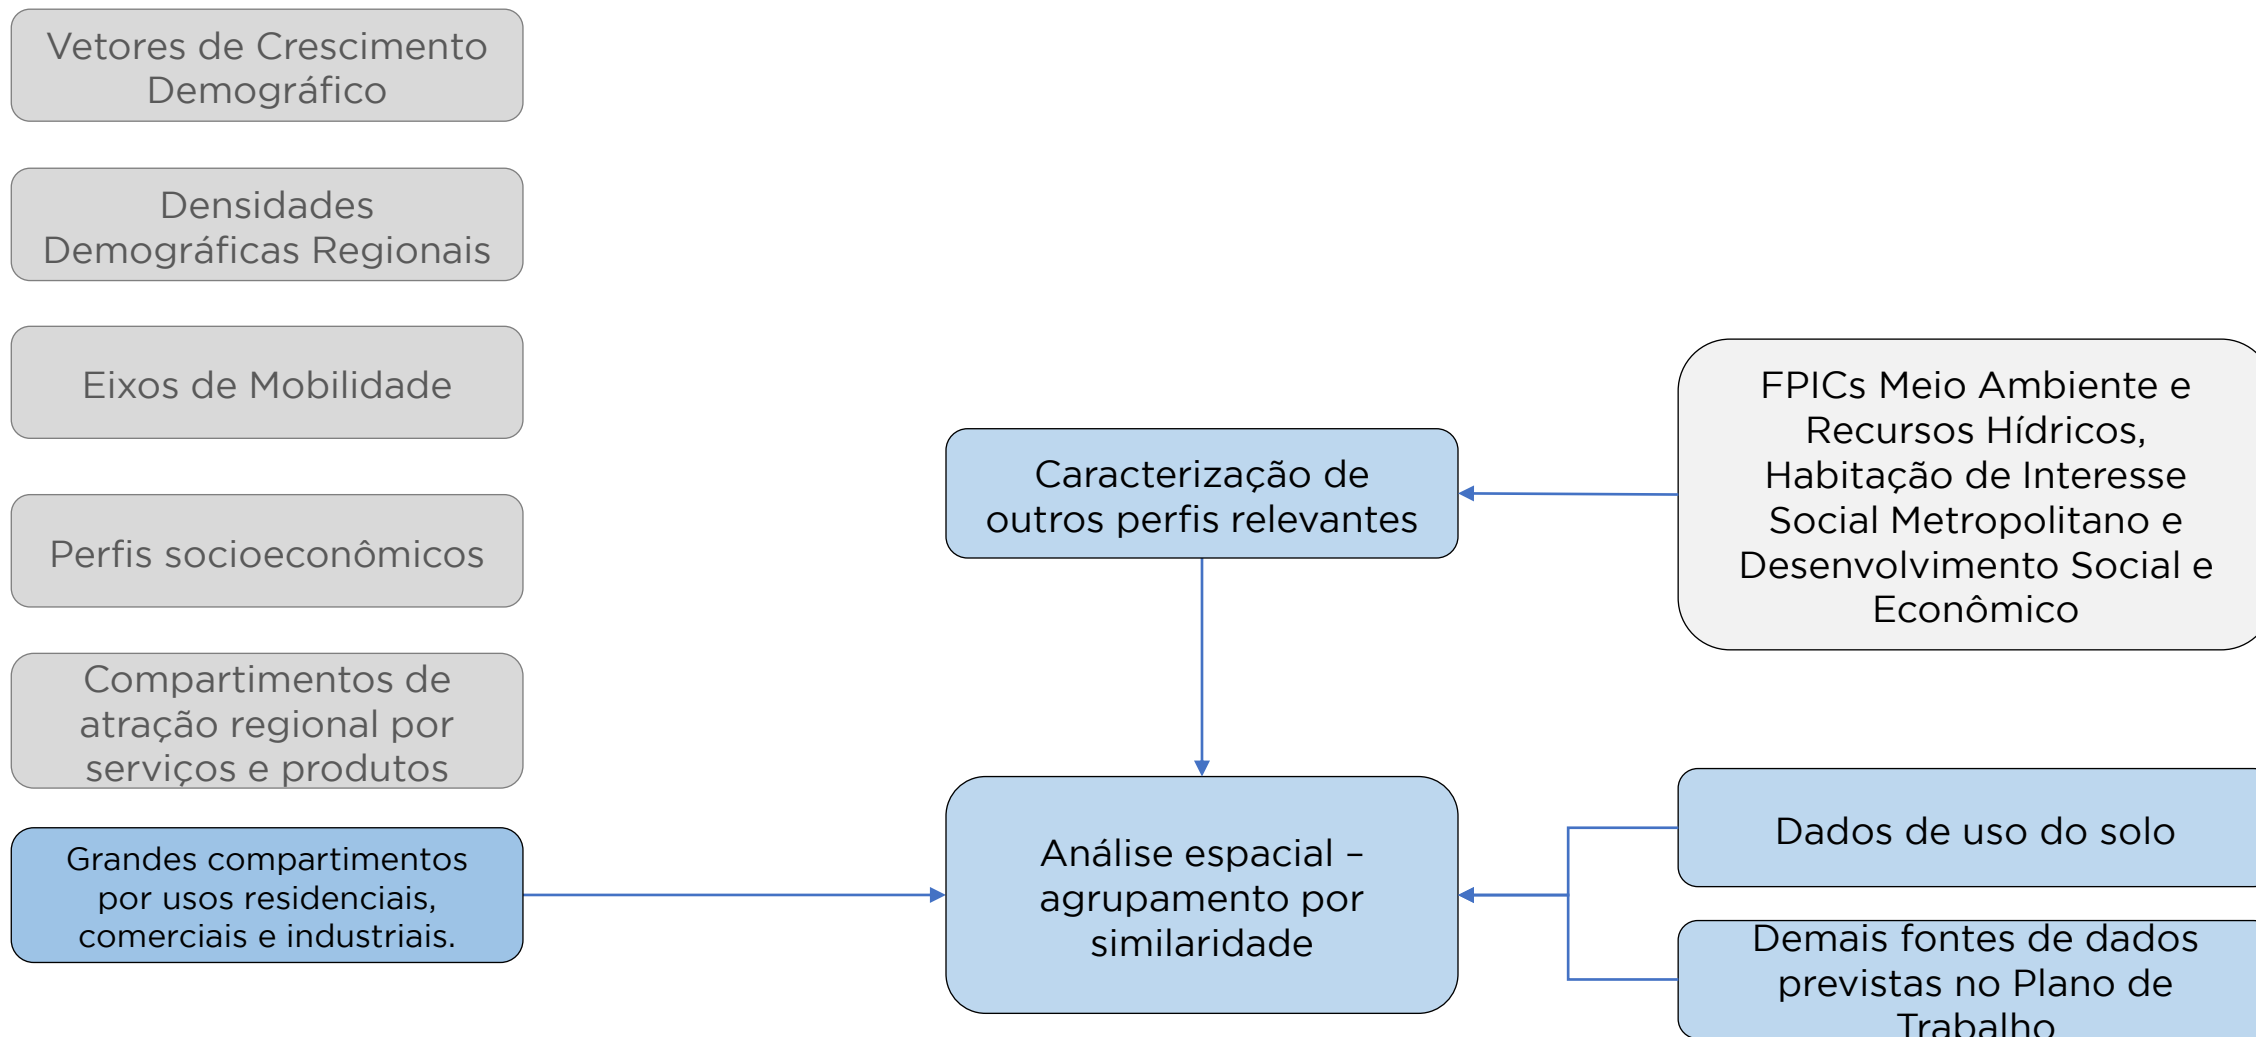 Vetores de Crescimento
Demográfico
Densidades
Demográficas Regionais
Eixos de Mobilidade
Perfis socioeconômicos
Compartimentos de
atração regional por
serviços e produtos
Grandes compartimentos
por usos residenciais,
comerciais e industriais.
Caracterização de
outros perfis relevantes
Análise espacial –
agrupamento por
similaridade
FPICs Meio Ambiente e
Recursos Hídricos,
Habitação de Interesse
Social Metropolitano e
Desenvolvimento Social e
Econômico
Dados de uso do solo
Demais fontes de dados
previstas no Plano de
Trabalho